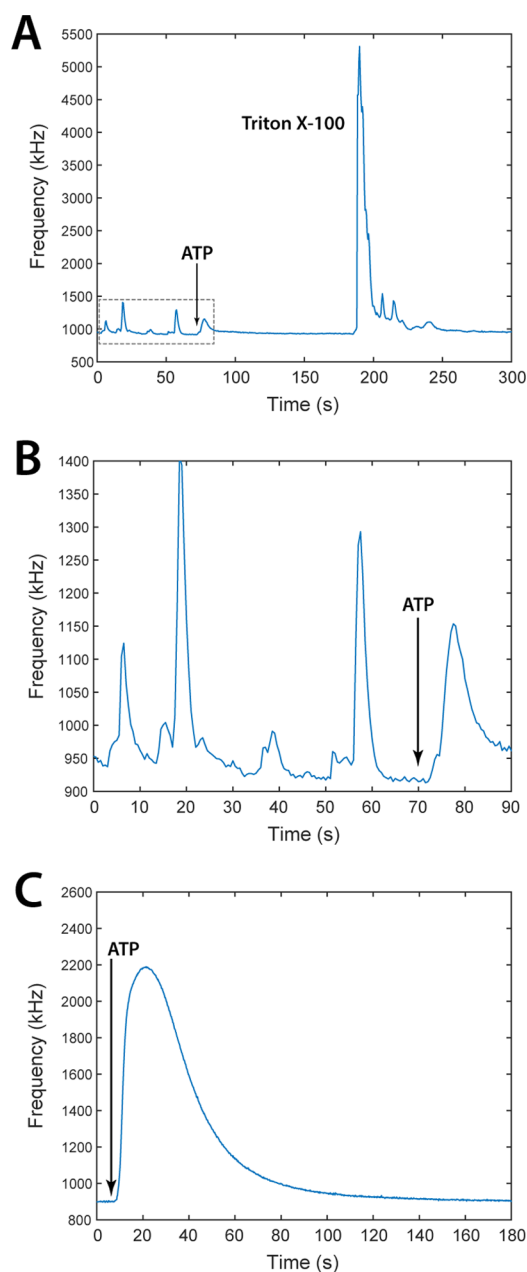 A
5500
5000
4500
4000
3500
3000
2500
2000
1500
1000
500
Frequency (kHz)
Triton X-100
ATP
0 50 100 150 200 250 300
Time (s)
B
1400
1350
1300
1250
1200
1150
1100
1050
1000
950
900
Frequency (kHz)
ATP
0 10 20 30 40 50 60 70 80 90
Time (s)
C
2600
2400
2200
2000
1800
1600
1400
1200
1000
800
Frequency (kHz)
ATP
0 20 40 60 80 100 120 140 160 180
Time (s)